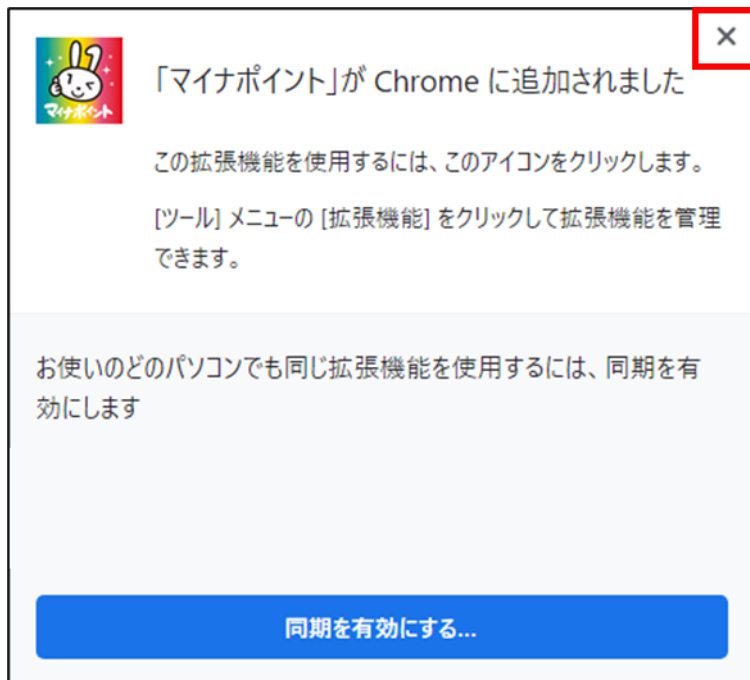 「マイナポイント」が Chrome に追加されました
マイナポイント
この拡張機能を使用するには、このアイコンをクリックします。
[ツール] メニューの [拡張機能] をクリックして拡張機能を管理
できます。
お使いのどのパソコンでも同じ拡張機能を使用するには、同期を有
効にします
同期を有効にする...